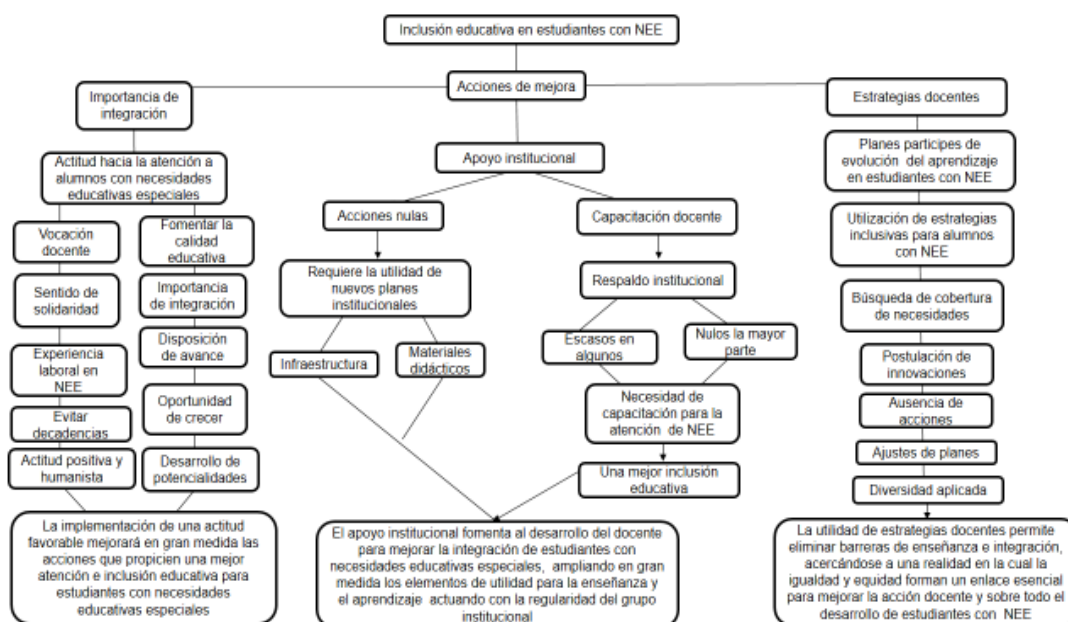 Inclusión educativa en estudiantes con NEE
Acciones de mejora
Importancia de
integración
Estrategias docentes
Actitud hacia la atención a
alumnos con necesidades
educativas especiales
Apoyo institucional
Planes participes de
evolución del aprendizaje
en estudiantes con NEE
Vocación
docente
Fomentar la
calidad
educativa
Acciones nulas
Capacitación docente
Utilización de estrategias
inclusivas para alumnos
con NEE
Sentido de
solidaridad
Importancia
de integración
Requiere la utilidad de
nuevos planes
institucionales
Respaldo institucional
Búsqueda de cobertura
de necesidades
Experiencia
laboral en
NEE
Disposición
de avance
Infraestructura
Materiales
didácticos
Escasos en
algunos
Nulos la mayor
parte
Postulación de
innovaciones
Evitar
decadencias
Oportunidad
de crecer
Necesidad de
capacitación para la
atención de NEE
Ausencia de
acciones
Actitud positiva y
humanista
Desarrollo de
potencialidades
Una mejor inclusión
educativa
Ajustes de planes
Diversidad aplicada
La implementación de una actitud
favorable mejorará en gran medida las
acciones que propicien una mejor
atención e inclusión educativa para
estudiantes con necesidades
educativas especiales
El apoyo institucional fomenta al desarrollo del docente
para mejorar la integración de estudiantes con
necesidades educativas especiales, ampliando en gran
medida los elementos de utilidad para la enseñanza y
el aprendizaje actuando con la regularidad del grupo
institucional
La utilidad de estrategias docentes permite
eliminar barreras de enseñanza e integración,
acercándose a una realidad en la cual la
igualdad y equidad forman un enlace esencial
para mejorar la acción docente y sobre todo el
desarrollo de estudiantes con NEE